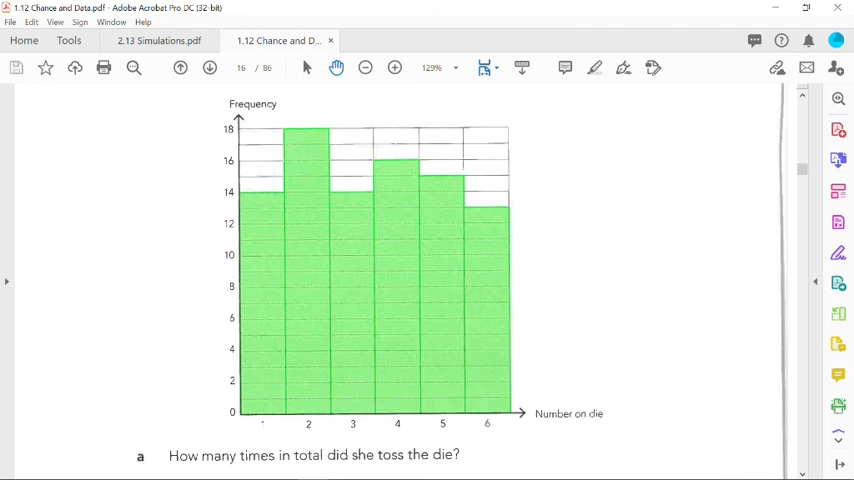 1.12 Chance and Data.pdf - Adobe Acrobat Pro DC (32-bit)
File Edit View Sign Window Help
Home Tools 2.13 Simulations.pdf 1.12 Chance and D... ×
16 / 86 129%
Frequency
18
16
14
12
10
8
6
4
2
0
2 3 4 5 6
Number on die
a How many times in total did she toss the die?